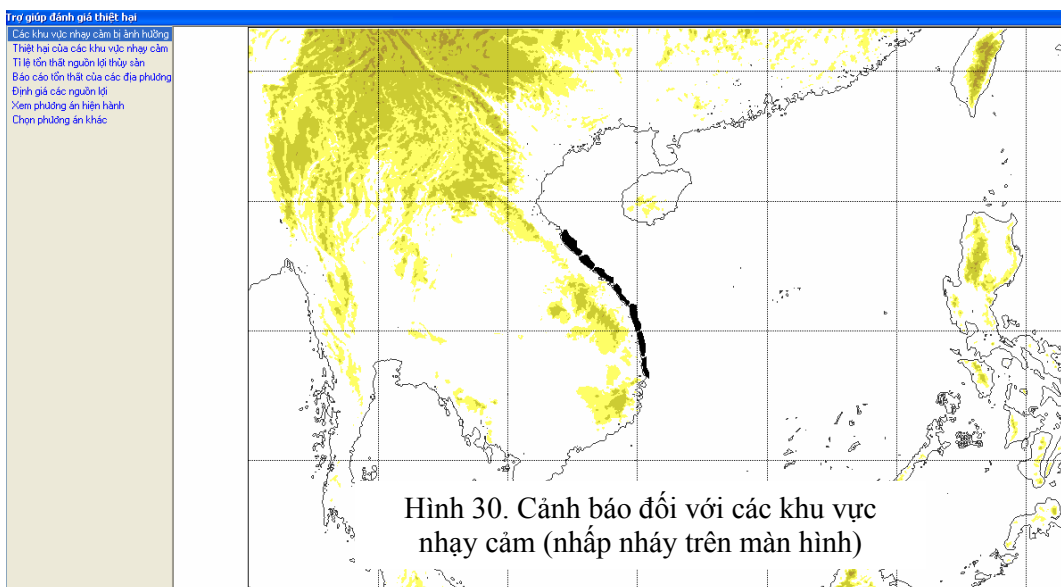 Trợ giúp đánh giá thiệt hại
Các khu vực nhạy cảm bị ảnh hưởng
Thiệt hại của các khu vực nhạy cảm
Tỉ lệ tổn thất nguồn lợi thủy sản
Báo cáo tổn thất của các địa phương
Định giá các nguồn lợi
Xem phương án hiện hành
Chọn phương án khác
Hình 30. Cảnh báo đối với các khu vực
nhạy cảm (nhấp nháy trên màn hình)